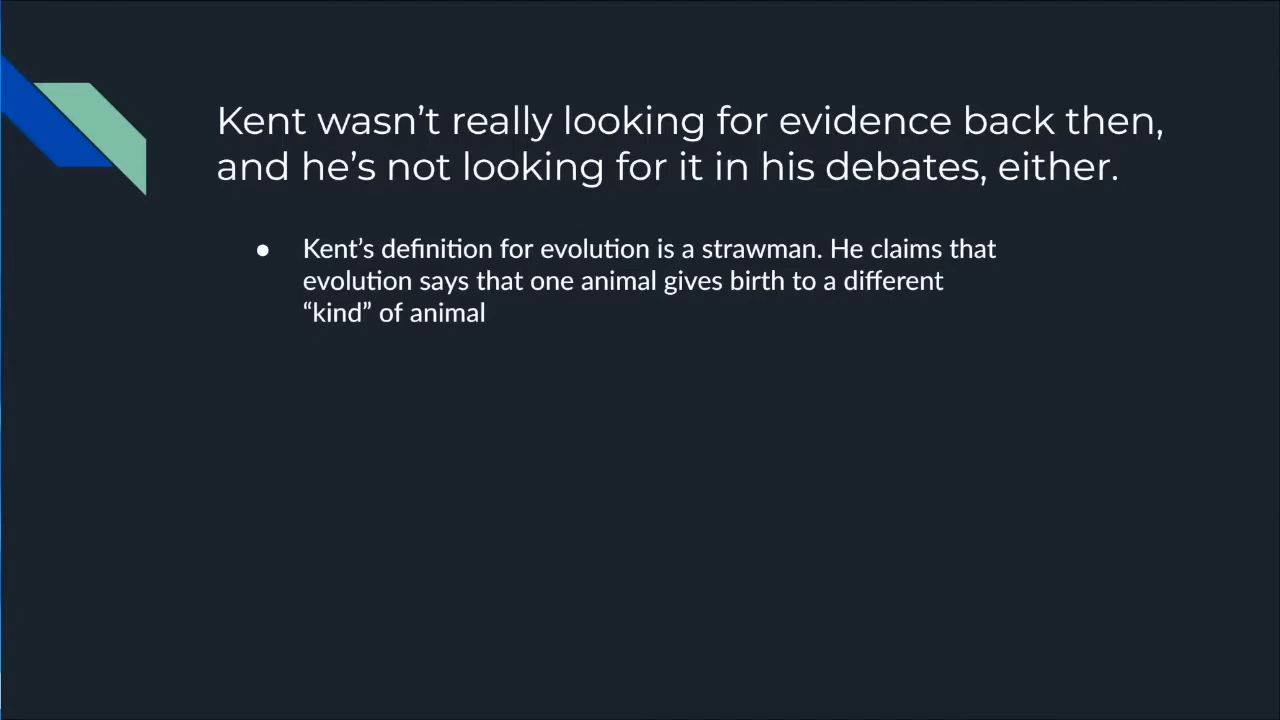 Kent wasn’t really looking for evidence back then,
and he’s not looking for it in his debates, either.
● Kent’s definition for evolution is a strawman. He claims that
evolution says that one animal gives birth to a different
“kind” of animal